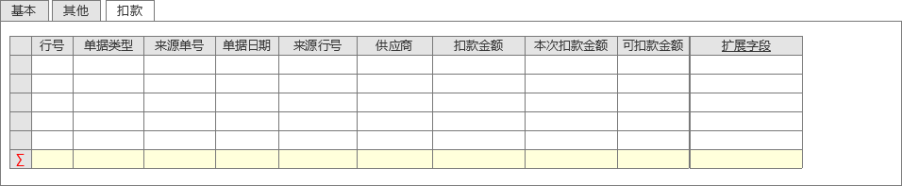 基本 其他 扣款
行号 单据类型 来源单号 单据日期 来源行号 供应商 扣款金额 本次扣款金额 可扣款金额 扩展字段
∑